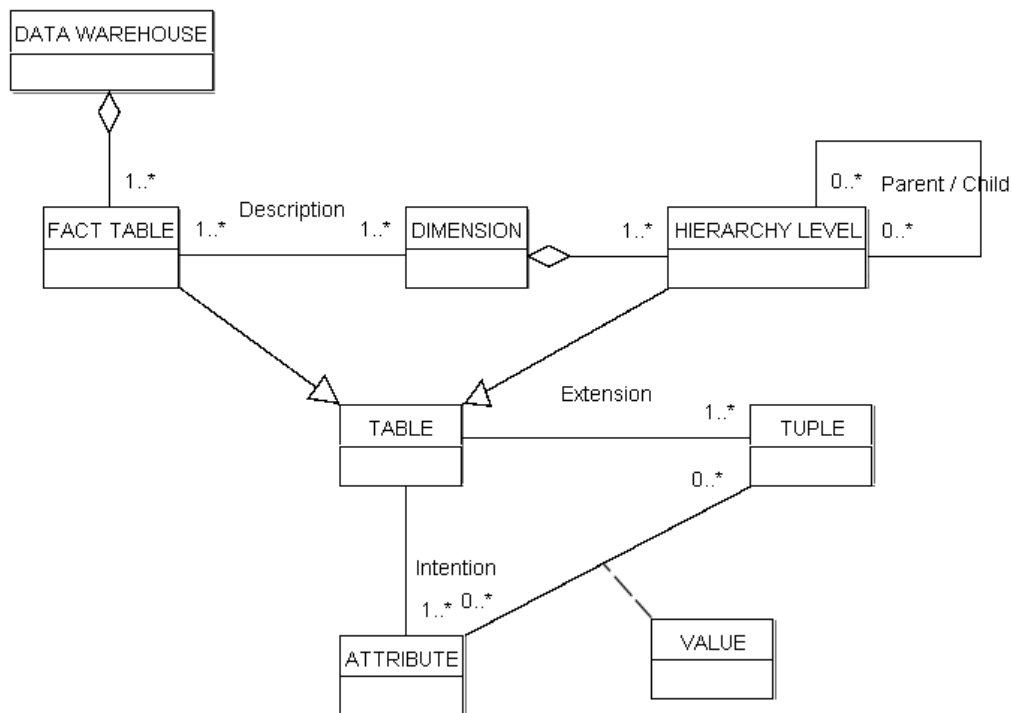 DATA WAREHOUSE
1..*
0..*
Parent / Child
FACT TABLE
1..*
Description
1..*
DIMENSION
1..*
HIERARCHY LEVEL
0..*
Extension
TABLE
1..*
TUPLE
0..*
Intention
1..*
0..*
ATTRIBUTE
VALUE